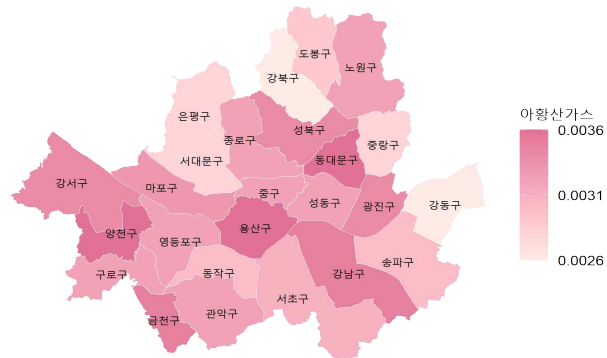 도봉구
노원구
강북구
은평구
아황산가스
0.0036
성북구
종로구
중랑구
동대문구
서대문구
강서구
마포구
중구
0.0031
성동구
광진구
강동구
용산구
양천구
영등포구
송파구
0.0026
구로구
동작구
강남구
서초구
관악구
금천구